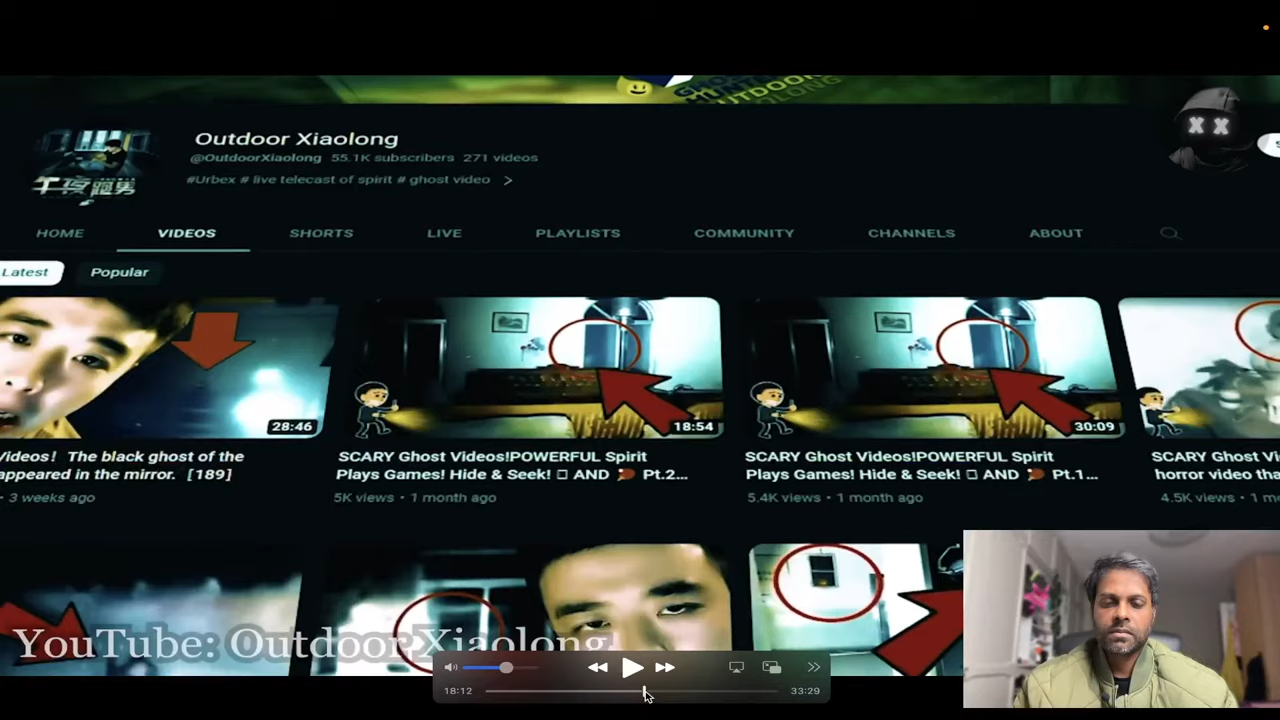 Outdoor Xiaolong
@OutdoorXiaolong 55.1K subscribers 271 videos
#Urbex # live telecast of spirit # ghost video
HOME VIDEOS SHORTS LIVE PLAYLISTS COMMUNITY CHANNELS ABOUT
Latest Popular
28:46 18:54 30:09
Videos! The black ghost of the
appeared in the mirror. [189]
3 weeks ago
SCARY Ghost Videos!POWERFUL Spirit
Plays Games! Hide & Seek! AND Pt.2...
5K views • 1 month ago
SCARY Ghost Videos!POWERFUL Spirit
Plays Games! Hide & Seek! AND Pt.1...
5.4K views • 1 month ago
SCARY Ghost Vi
horror video tha
4.5K views • 1 m
YouTube: Outdoor Xiaolong
18:12 33:29